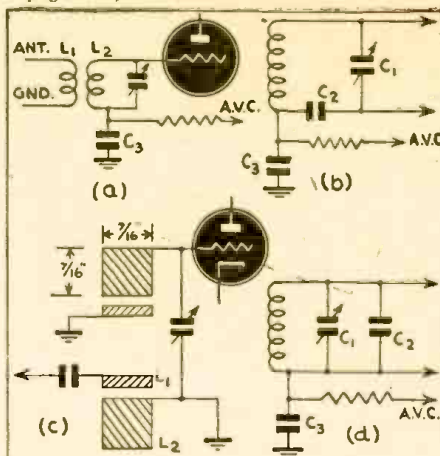 ANT. L₁ L₂
GND.
C₃
A.V.C.
(a)
C₁
C₂
A.V.C.
C₃
(b)
7/16"
7/16"
L₁
L₂
(c)
C₁ C₂
A.V.C.
C₃
(d)